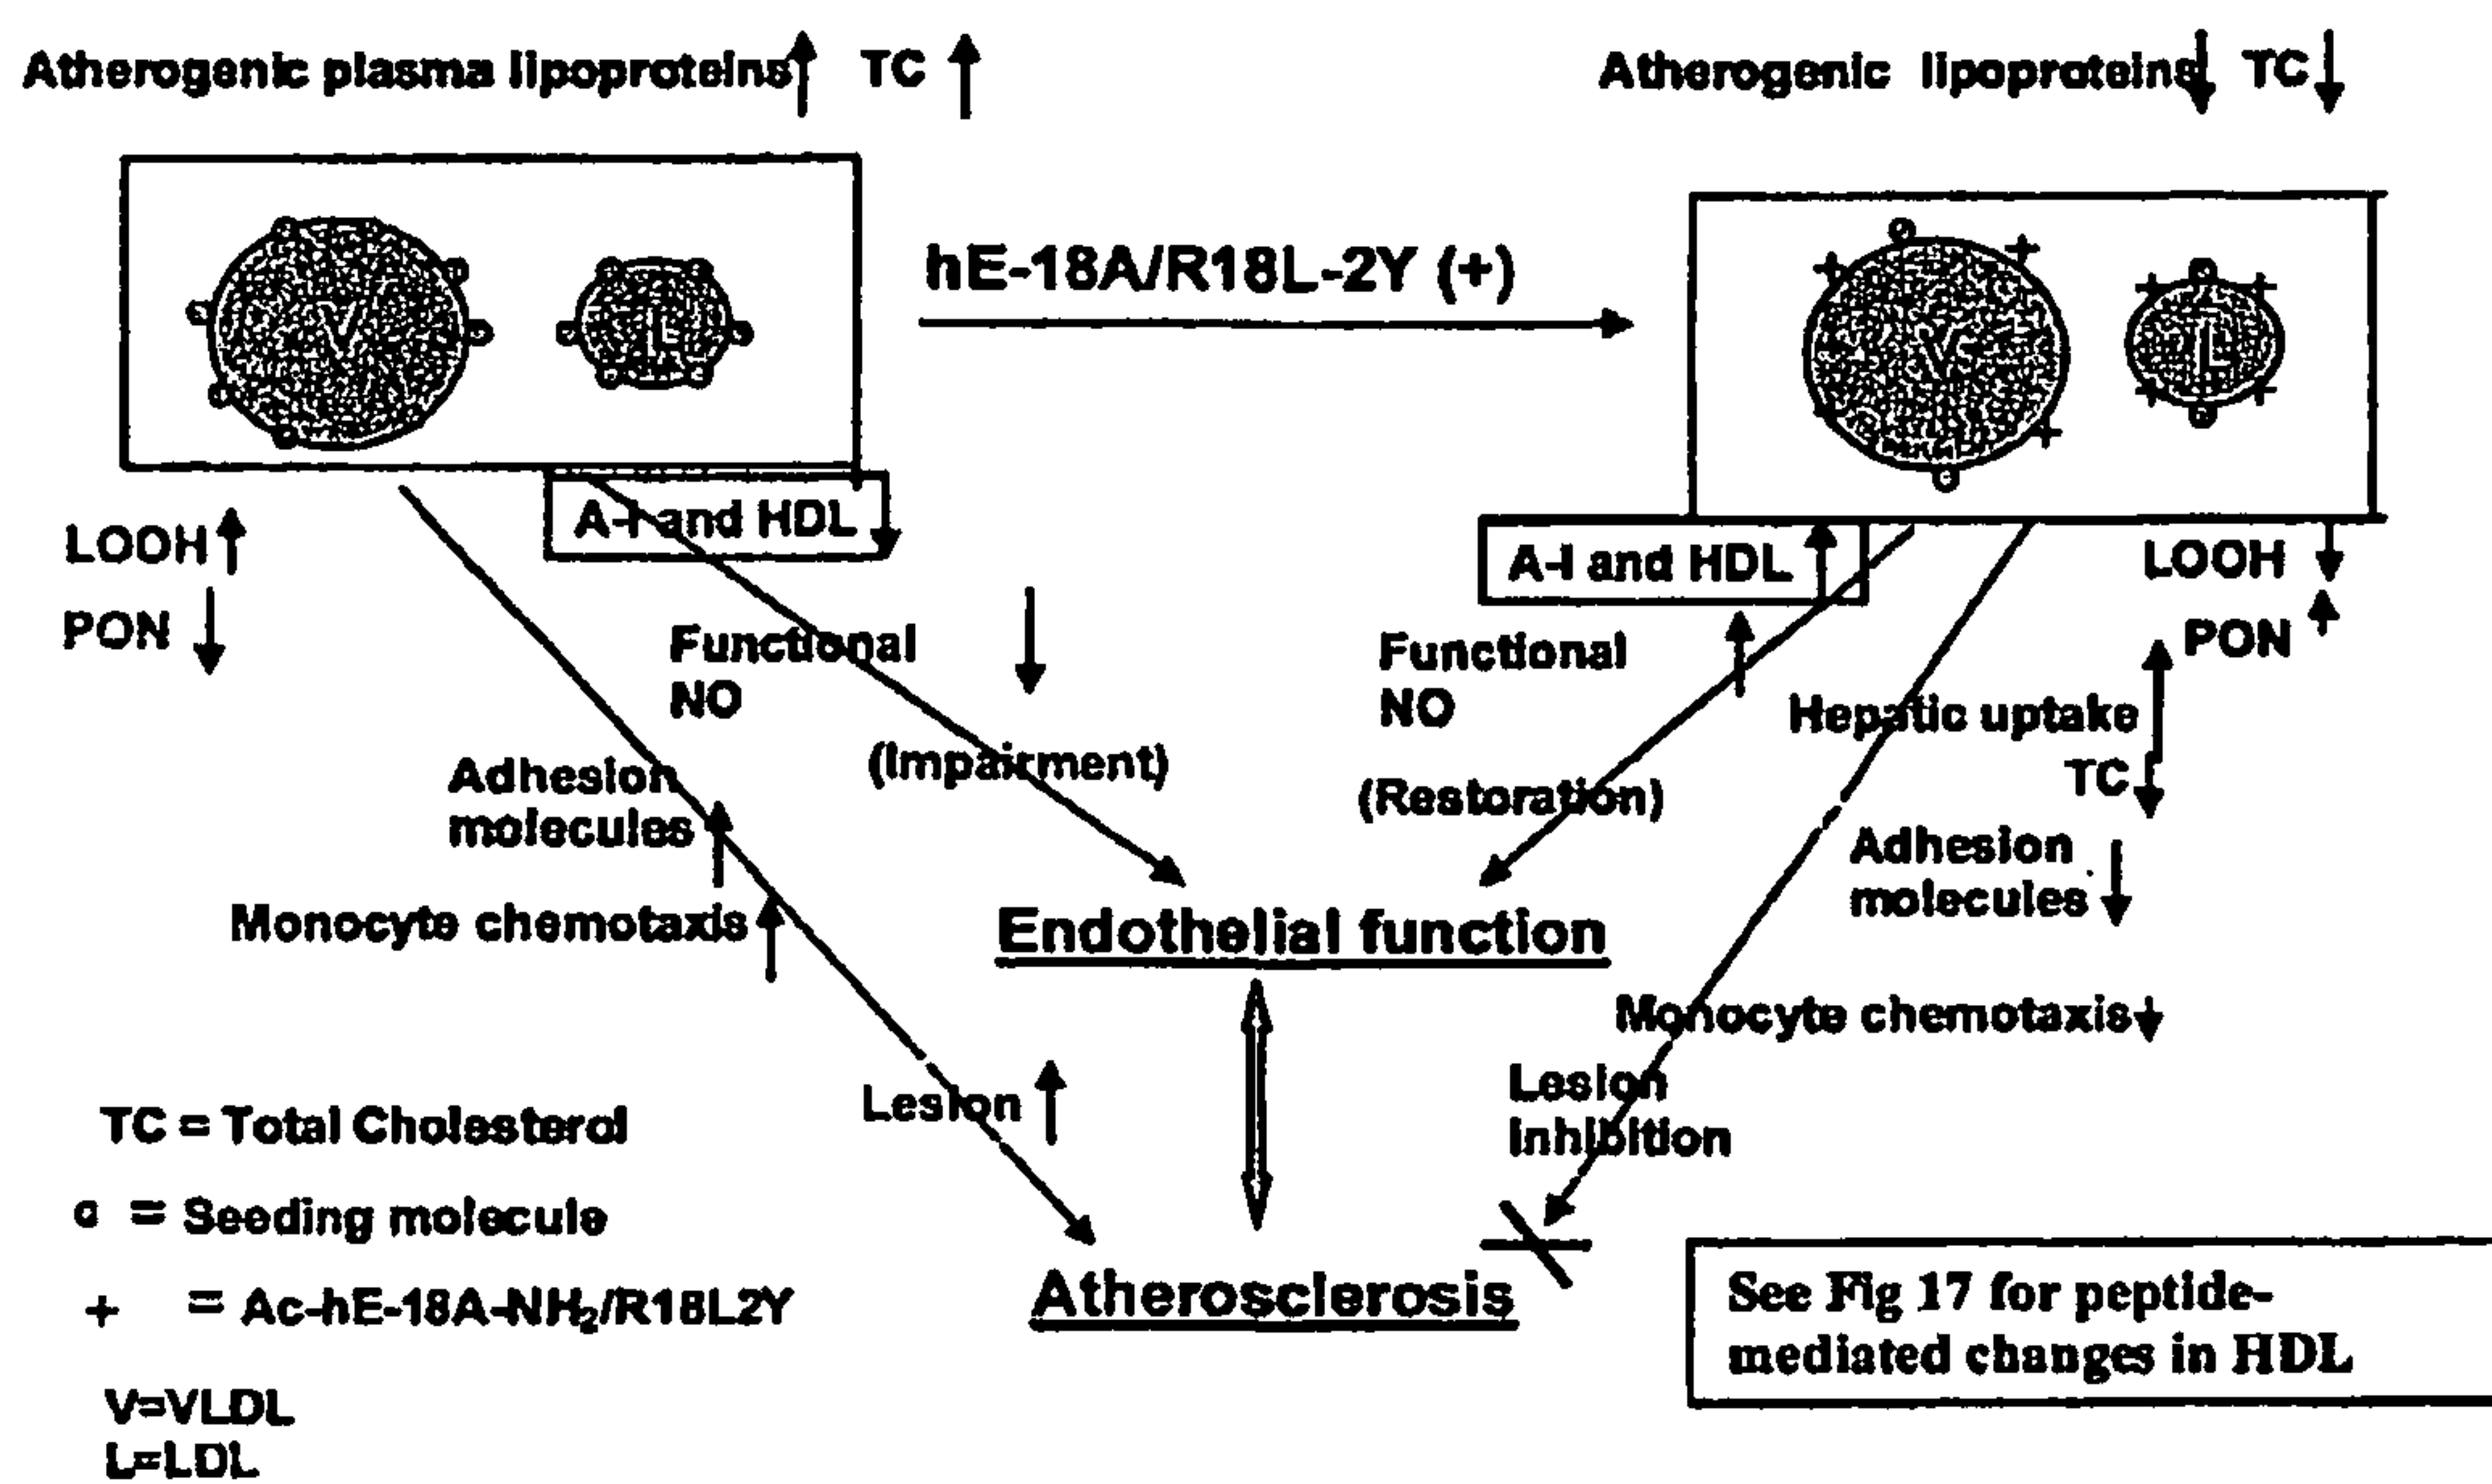 Atherogenic plasma lipoproteins↑ TC ↑
Atherogenic lipoproteins↓ TC↓
V
L
hE-18A/R18L-2Y (+)
V
L
A-I and HDL ↓
LOOH↑
PON ↓
Functional ↓
NO
(Impairment)
Adhesion
molecules ↑
Monocyte chemotaxis ↑
Lesion ↑
A-I and HDL ↑
LOOH ↓
PON ↑
Functional ↑
NO
Hepatic uptake ↑
TC ↓
(Restoration)
Adhesion
molecules ↓
Monocyte chemotaxis↓
Lesion
Inhibition
Endothelial function
Atherosclerosis
TC = Total Cholesterol
o = Seeding molecule
+ = Ac-hE-18A-NH₂/R18L2Y
V=VLDL
L=LDL
See Fig 17 for peptide-
mediated changes in HDL